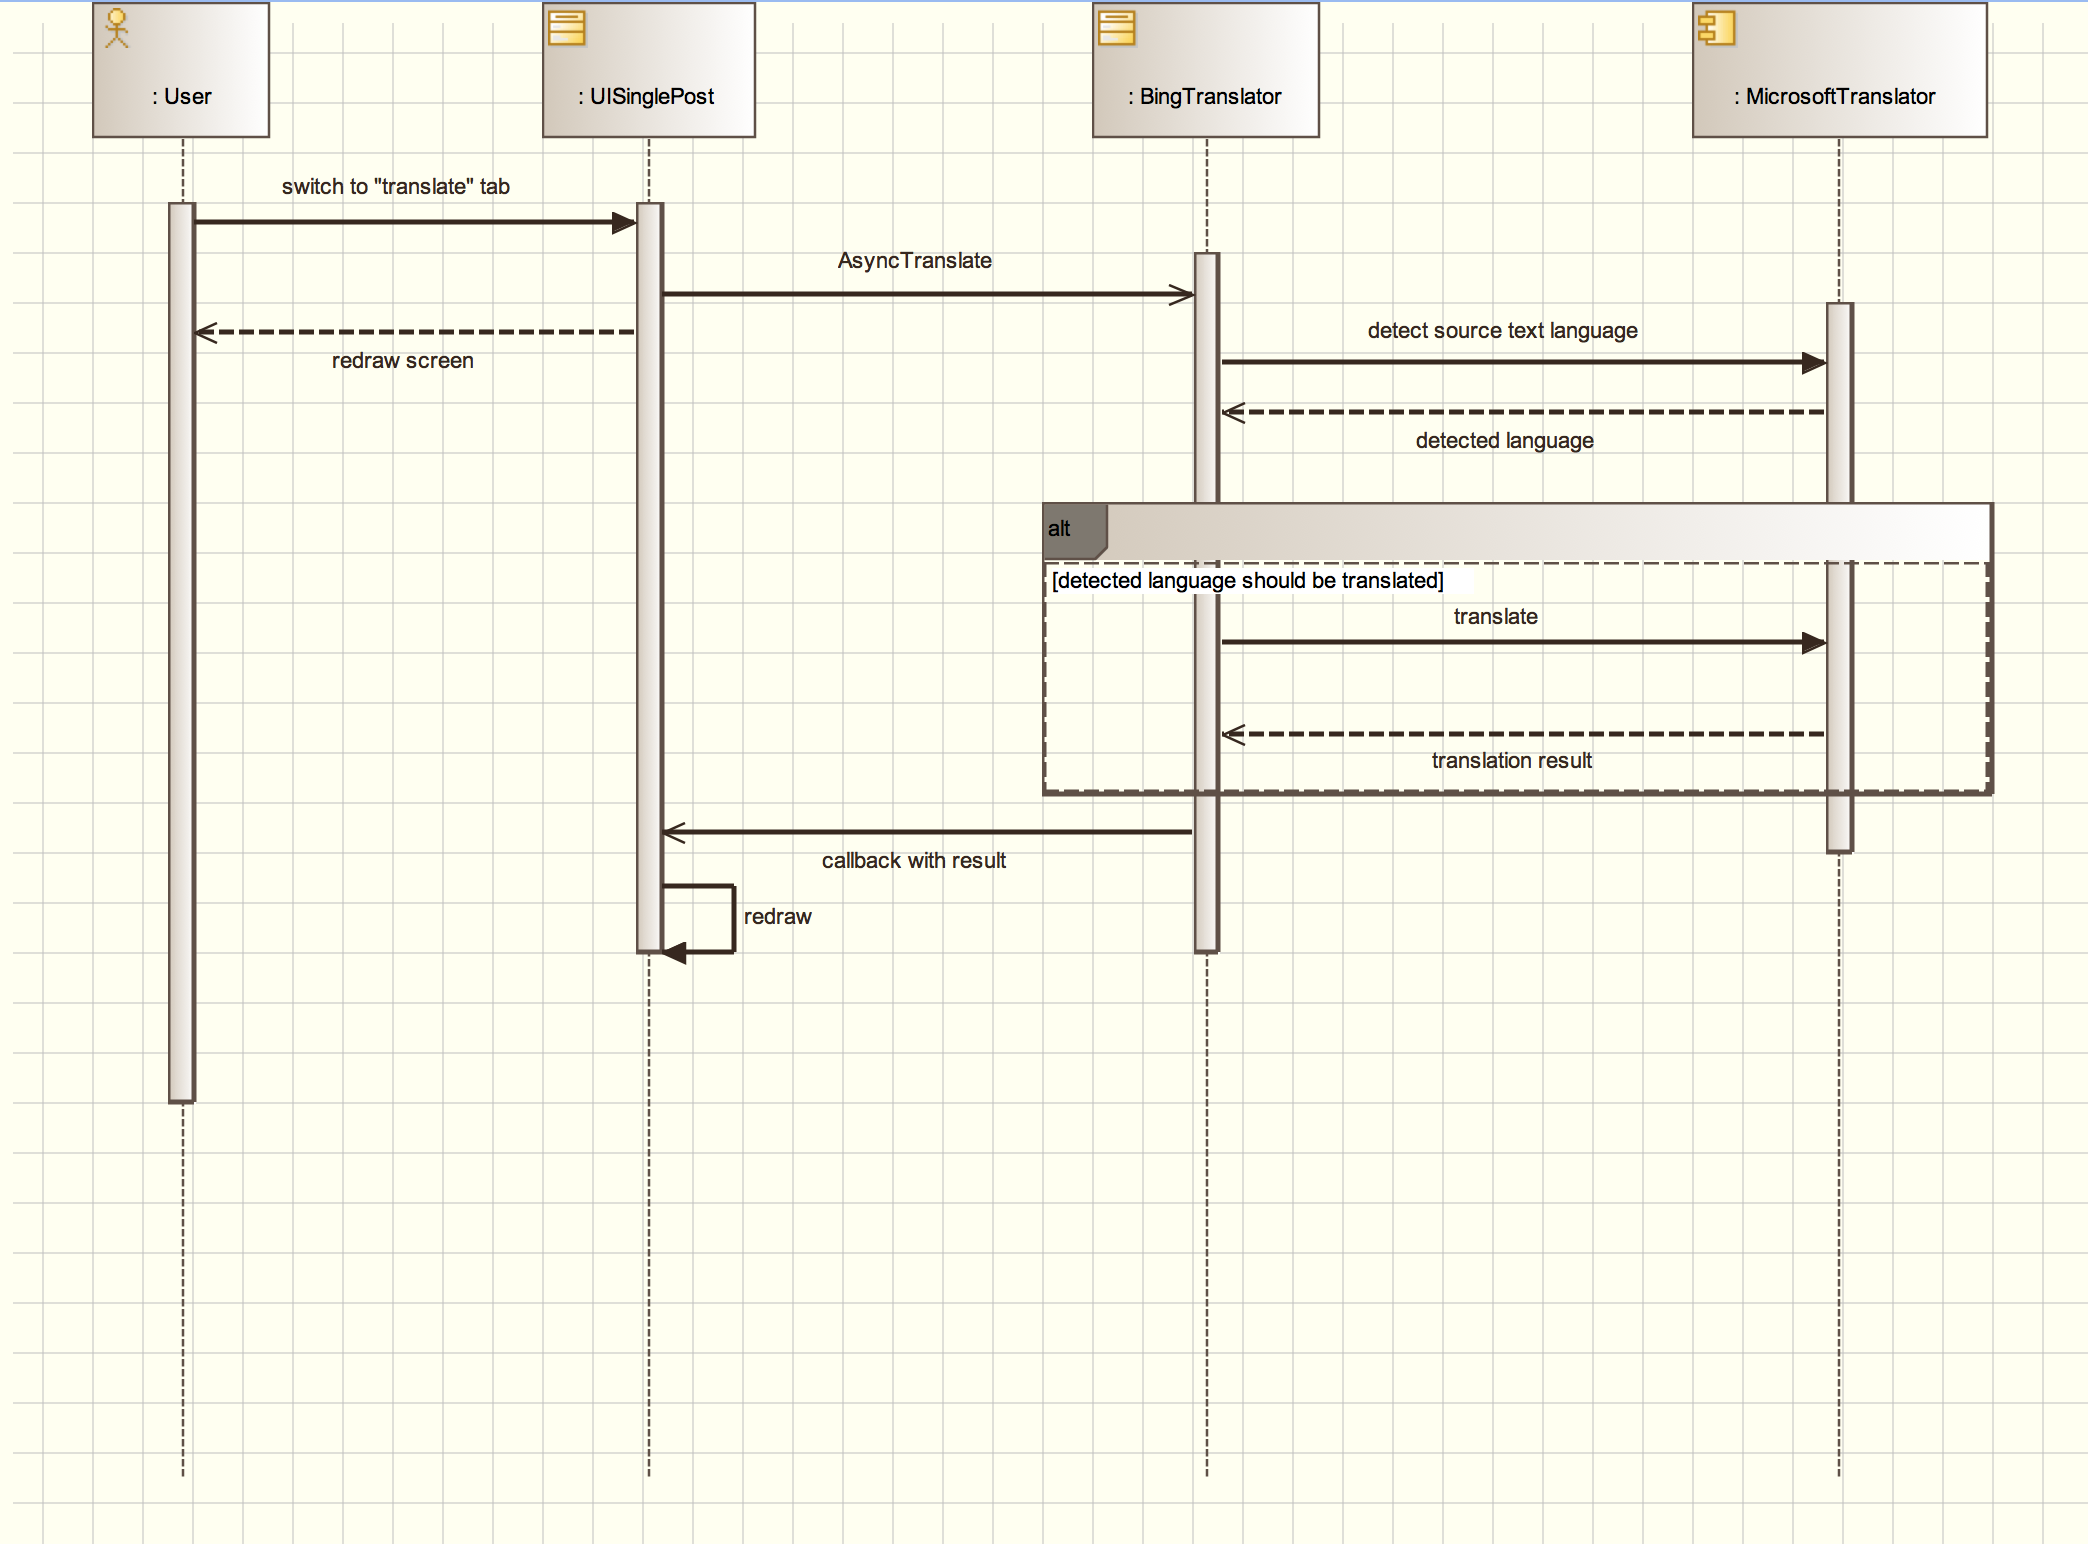 : User
: UISinglePost
: BingTranslator
: MicrosoftTranslator
switch to "translate" tab
AsyncTranslate
detect source text language
redraw screen
detected language
alt
[detected language should be translated]
translate
translation result
callback with result
redraw